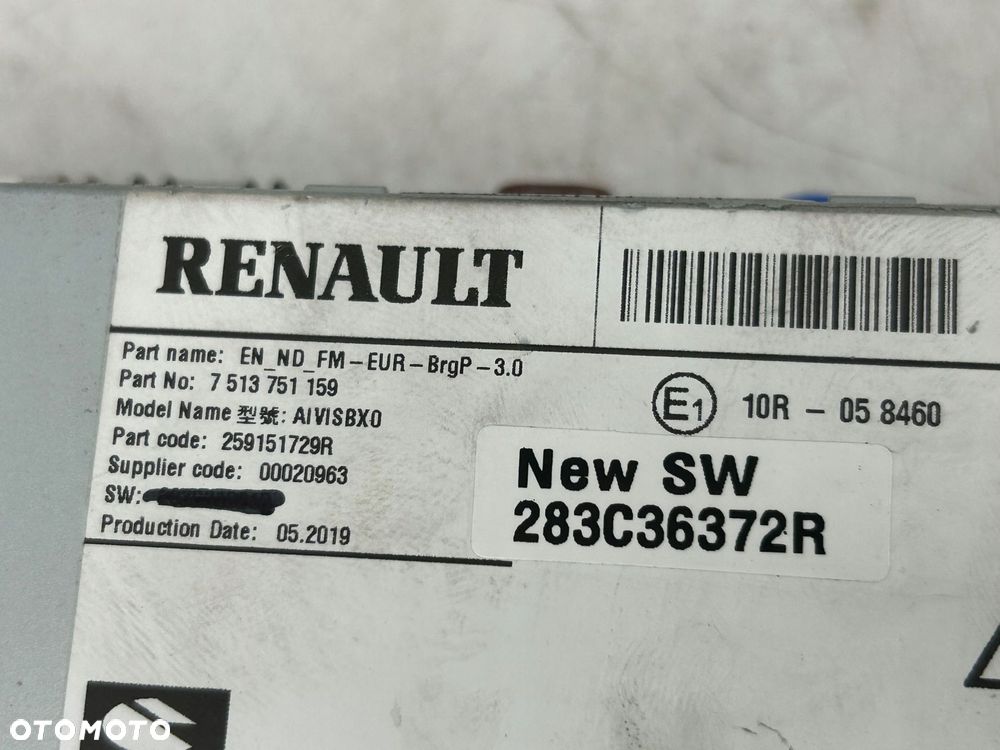 RENAULT
Part name: EN_ND_FM-EUR-BrgP-3.0
Part No: 7 513 751 159
Model Name 型號: AIVISBX0
Part code: 259151729R
Supplier code: 00020963
SW:
Production Date: 05.2019
E1 10R - 05 8460
New SW
283C36372R
OTOMOTO